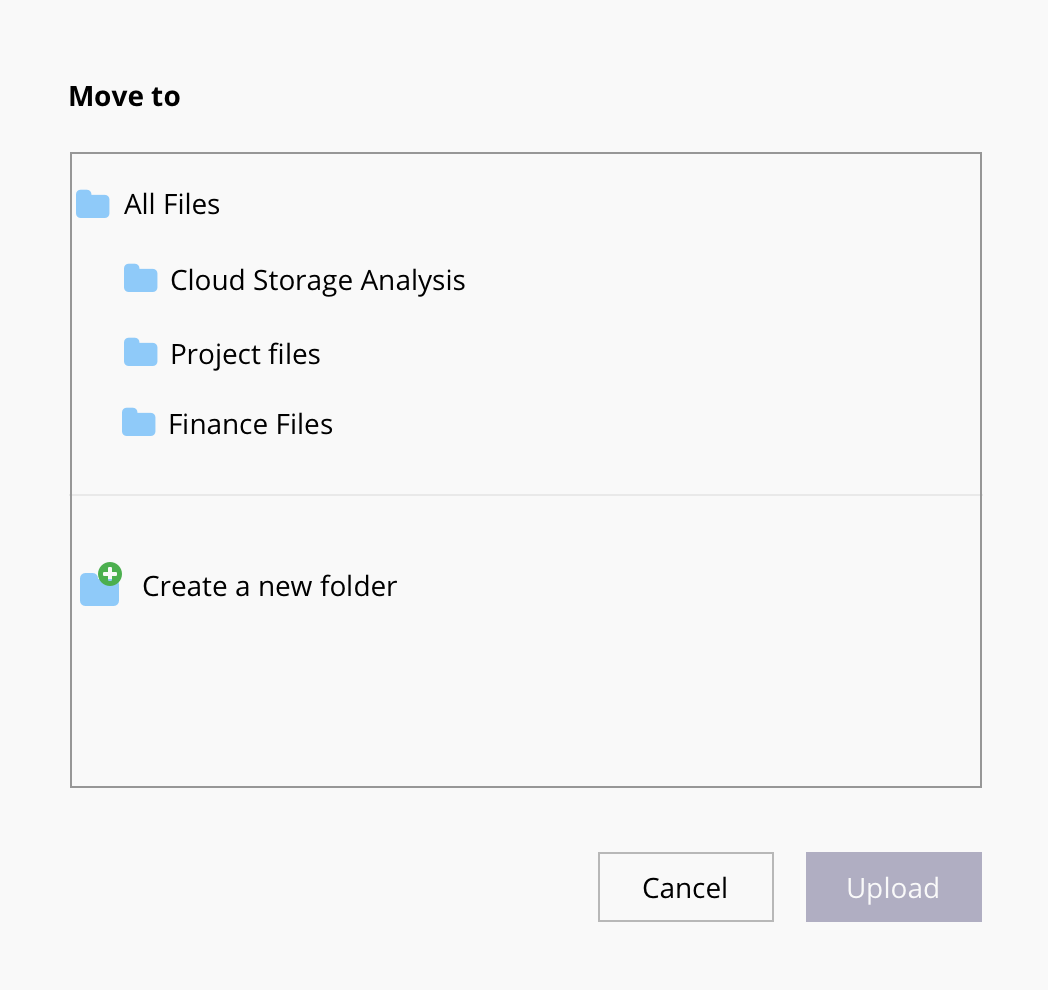 Move to
All Files
Cloud Storage Analysis
Project files
Finance Files
Create a new folder
Cancel
Upload